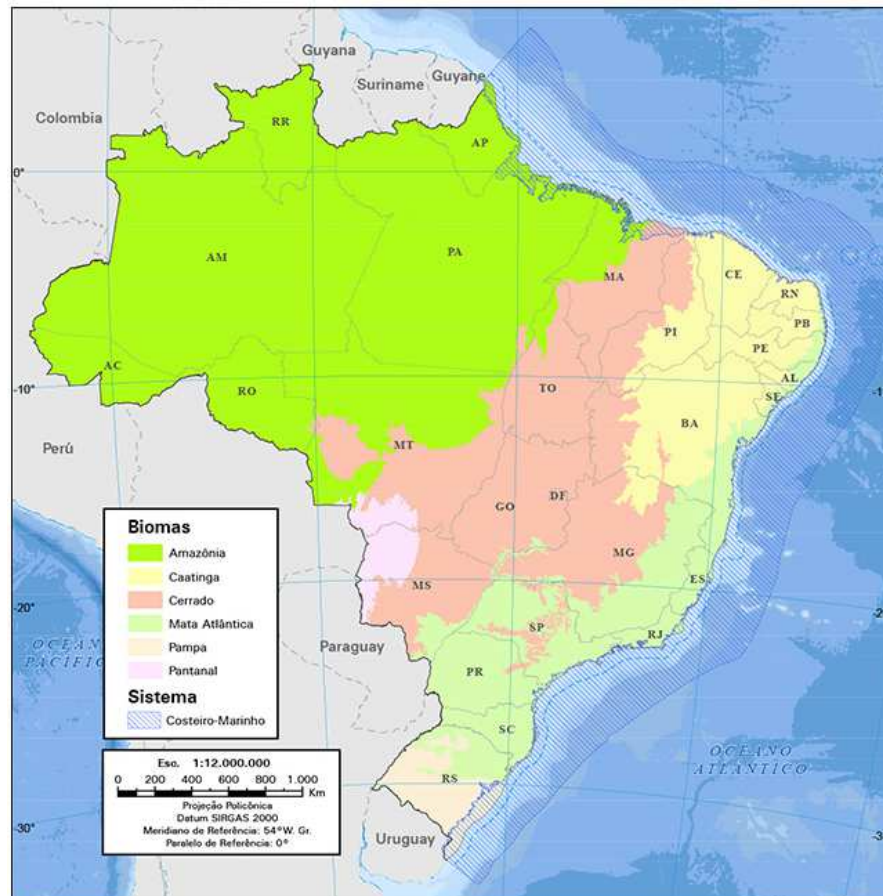 Guyana
Suriname
Guyane
Colombia
RR
AP
0°
AM
PA
MA
CE
RN
PB
PI
PE
AC
AL
-10°
RO
TO
SE
-1
BA
Perú
MT
GO
DF
MG
MS
ES
-20°
-2
SP
RJ
OCEANO
PACÍFICO
Paraguay
PR
SC
OCEANO
ATLÂNTICO
RS
-30°
-3
Uruguay
Biomas
Amazônia
Caatinga
Cerrado
Mata Atlântica
Pampa
Pantanal
Sistema
Costeiro-Marinho
Esc. 1:12.000.000
0 200 400 600 800 1.000
Km
Projeção Policônica
Datum SIRGAS 2000
Meridiano de Referência: 54°W. Gr.
Paralelo de Referência: 0°